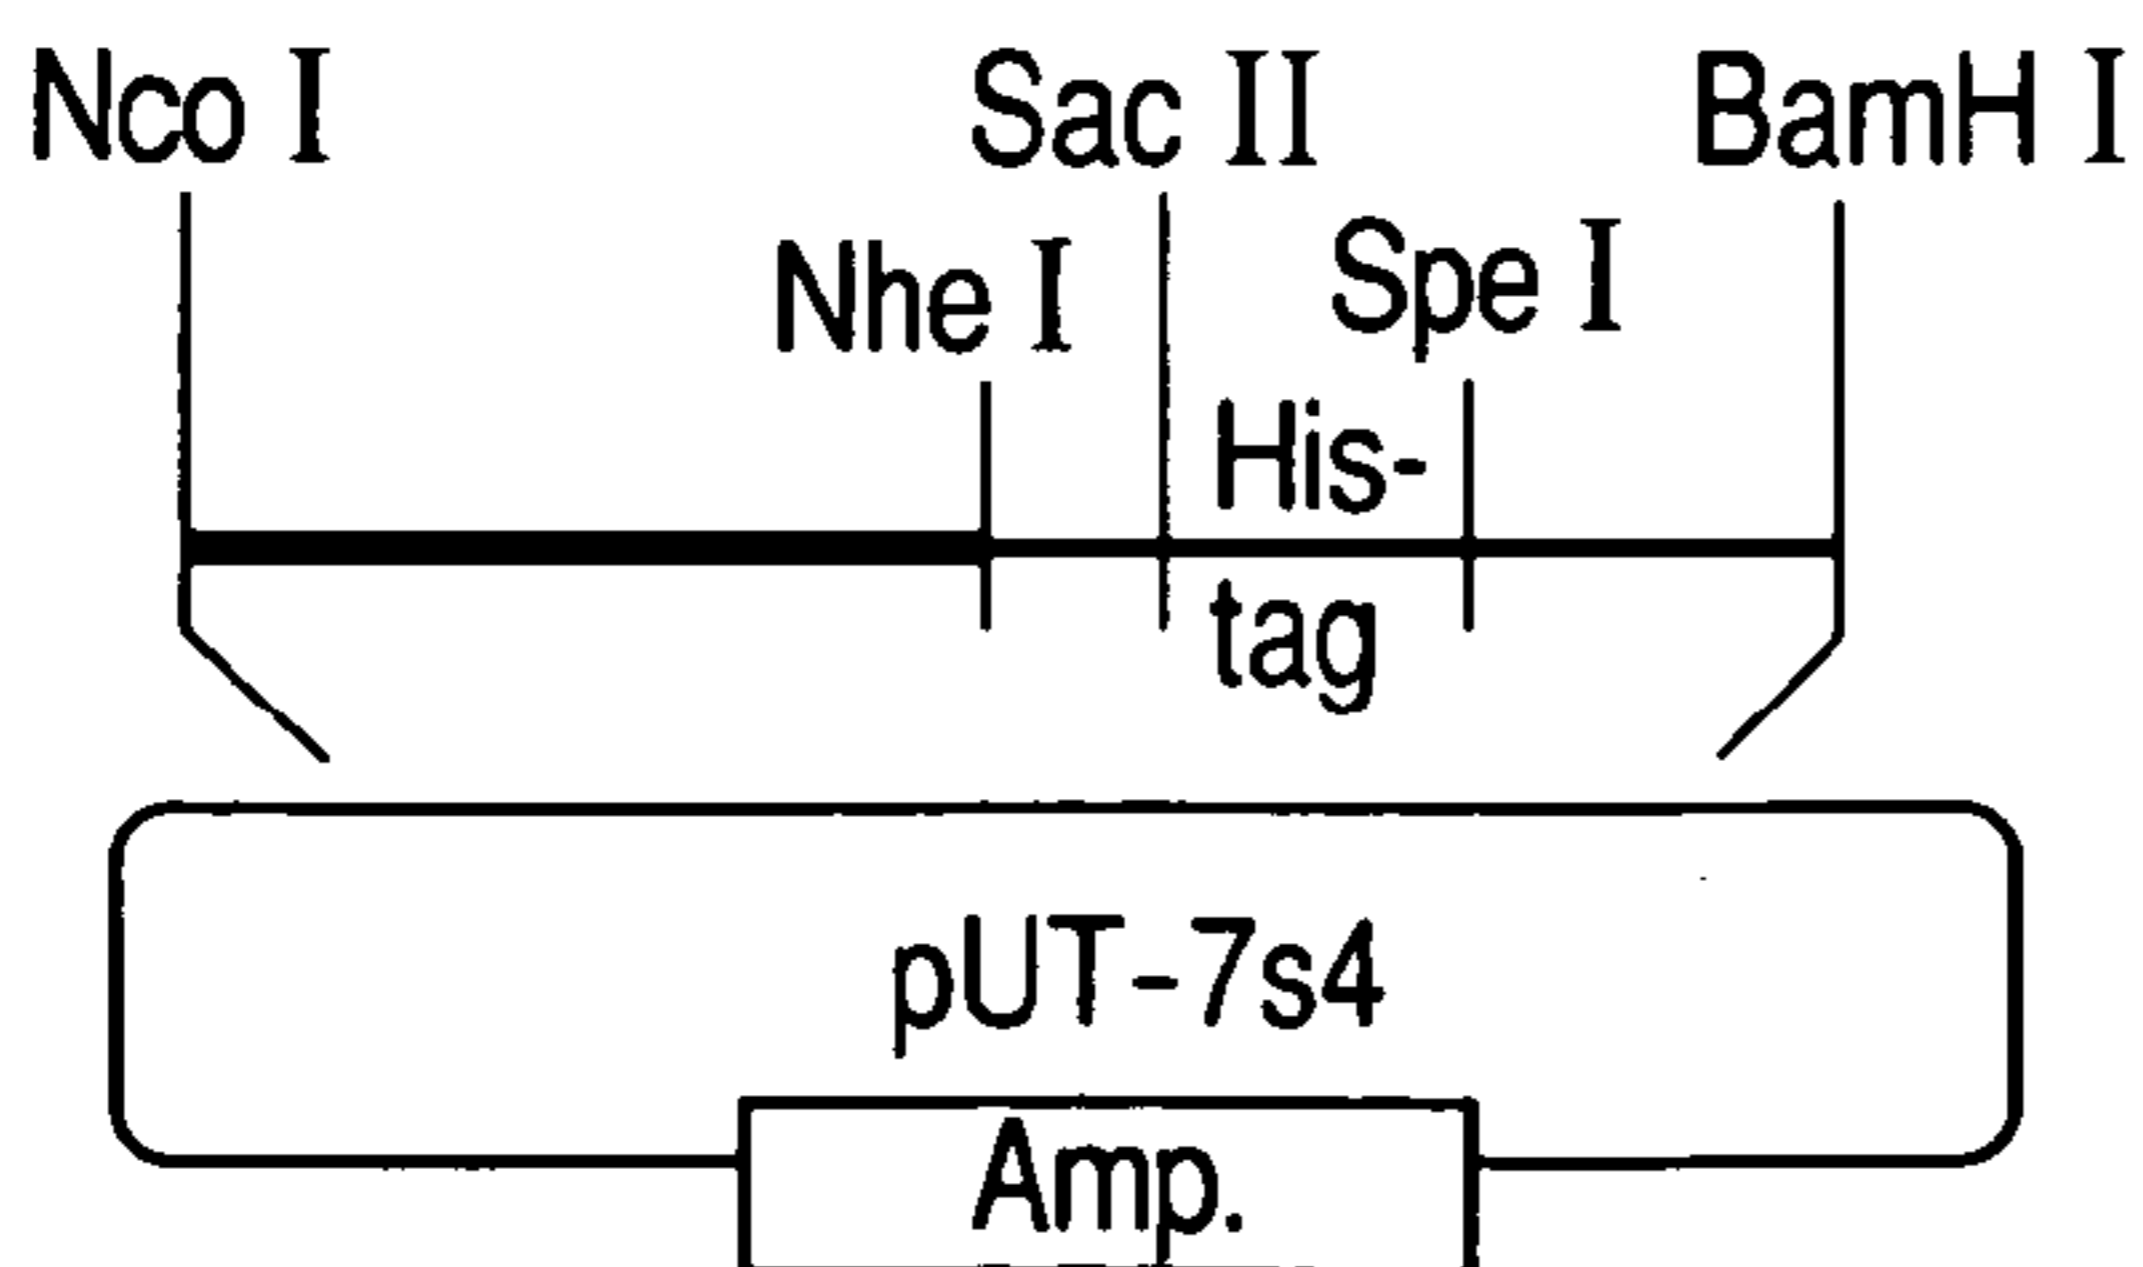 Nco I Sac II BamH I
Nhe I Spe I
His-
tag
pUT-7s4
Amp.